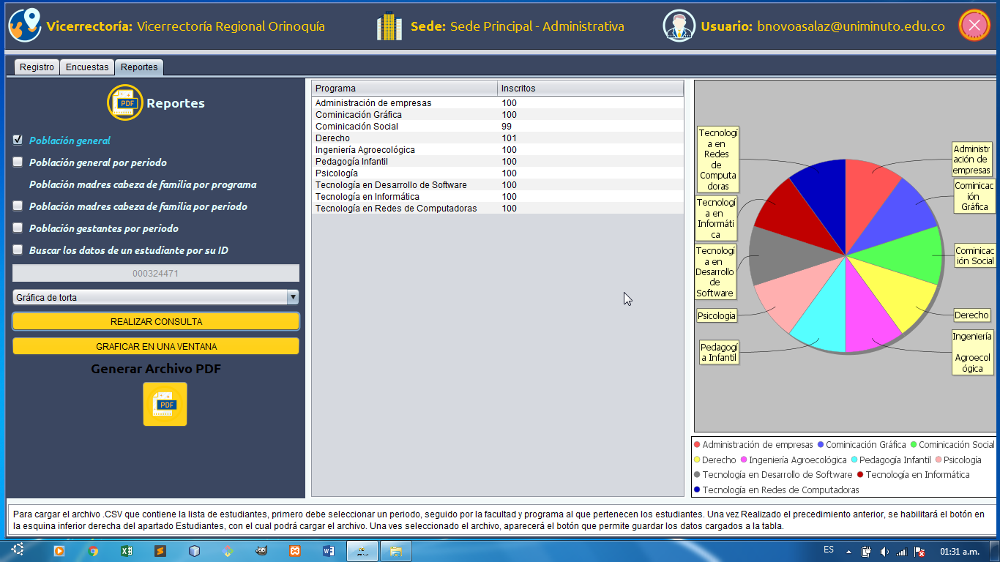 Vicerrectoría: Vicerrectoría Regional Orinoquía
Sede: Sede Principal - Administrativa
Usuario: bnovoasalaz@uniminuto.edu.co
Registro
Encuestas
Reportes
PDF
Reportes
Población general
Población general por periodo
Población madres cabeza de familia por programa
Población madres cabeza de familia por periodo
Población gestantes por periodo
Buscar los datos de un estudiante por su ID
000324471
Gráfica de torta
REALIZAR CONSULTA
GRAFICAR EN UNA VENTANA
Generar Archivo PDF
PDF
Programa Inscritos
Administración de empresas 100
Cominicación Gráfica 100
Cominicación Social 99
Derecho 101
Ingeniería Agroecológica 100
Pedagogía Infantil 100
Psicología 100
Tecnología en Desarrollo de Software 100
Tecnología en Informática 100
Tecnología en Redes de Computadoras 100
Tecnologí
a en
Redes
de
Computa
doras
Tecnologí
a en
Informáti
ca
Tecnologí
a en
Desarrollo
de
Software
Psicología
Pedagogí
a Infantil
Administr
ación de
empresas
Cominicac
ión
Gráfica
Cominicac
ión Social
Derecho
Ingeniería
Agroecol
ógica
Administración de empresas Cominicación Gráfica Cominicación Social
Derecho Ingeniería Agroecológica Pedagogía Infantil Psicología
Tecnología en Desarrollo de Software Tecnología en Informática
Tecnología en Redes de Computadoras
Para cargar el archivo .CSV que contiene la lista de estudiantes, primero debe seleccionar un periodo, seguido por la facultad y programa al que pertenecen los estudiantes. Una vez Realizado el precedimiento anterior, se habilitará el botón en
la esquina inferior derecha del apartado Estudiantes, con el cual podrá cargar el archivo. Una ves seleccionado el archivo, aparecerá el botón que permite guardar los datos cargados a la tabla.
ES
01:31 a.m.